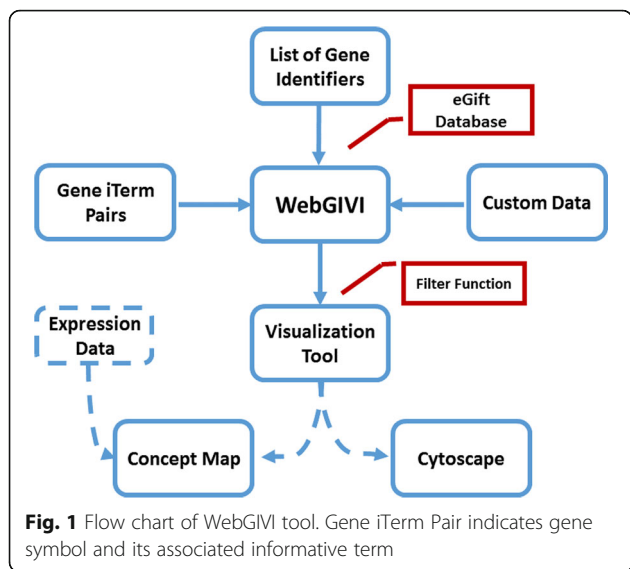 List of Gene
Identifiers
eGift
Database
Gene iTerm
Pairs
WebGIVI
Custom Data
Filter Function
Expression
Data
Visualization
Tool
Concept Map
Cytoscape
Fig. 1 Flow chart of WebGIVI tool. Gene iTerm Pair indicates gene
symbol and its associated informative term